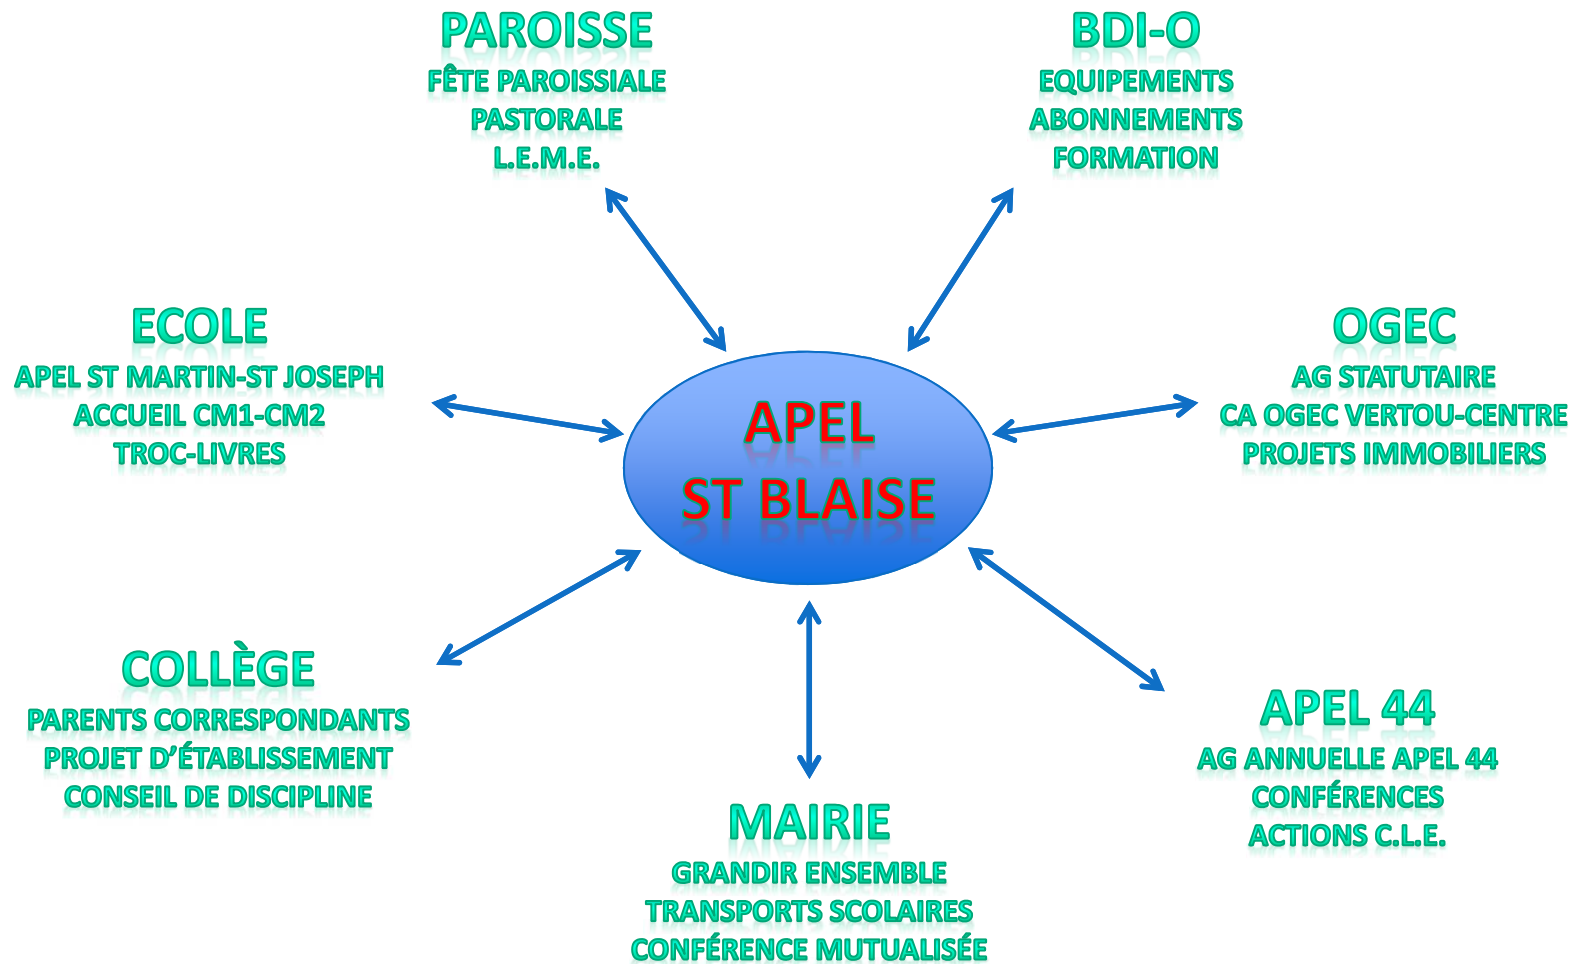 PAROISSE
FÊTE PAROISSIALE
PASTORALE
L.E.M.E.
BDI-O
EQUIPEMENTS
ABONNEMENTS
FORMATION
ECOLE
APEL ST MARTIN-ST JOSEPH
ACCUEIL CM1-CM2
TROC-LIVRES
APEL
ST BLAISE
OGEC
AG STATUTAIRE
CA OGEC VERTOU-CENTRE
PROJETS IMMOBILIERS
COLLÈGE
PARENTS CORRESPONDANTS
PROJET D’ÉTABLISSEMENT
CONSEIL DE DISCIPLINE
MAIRIE
GRANDIR ENSEMBLE
TRANSPORTS SCOLAIRES
CONFÉRENCE MUTUALISÉE
APEL 44
AG ANNUELLE APEL 44
CONFÉRENCES
ACTIONS C.L.E.